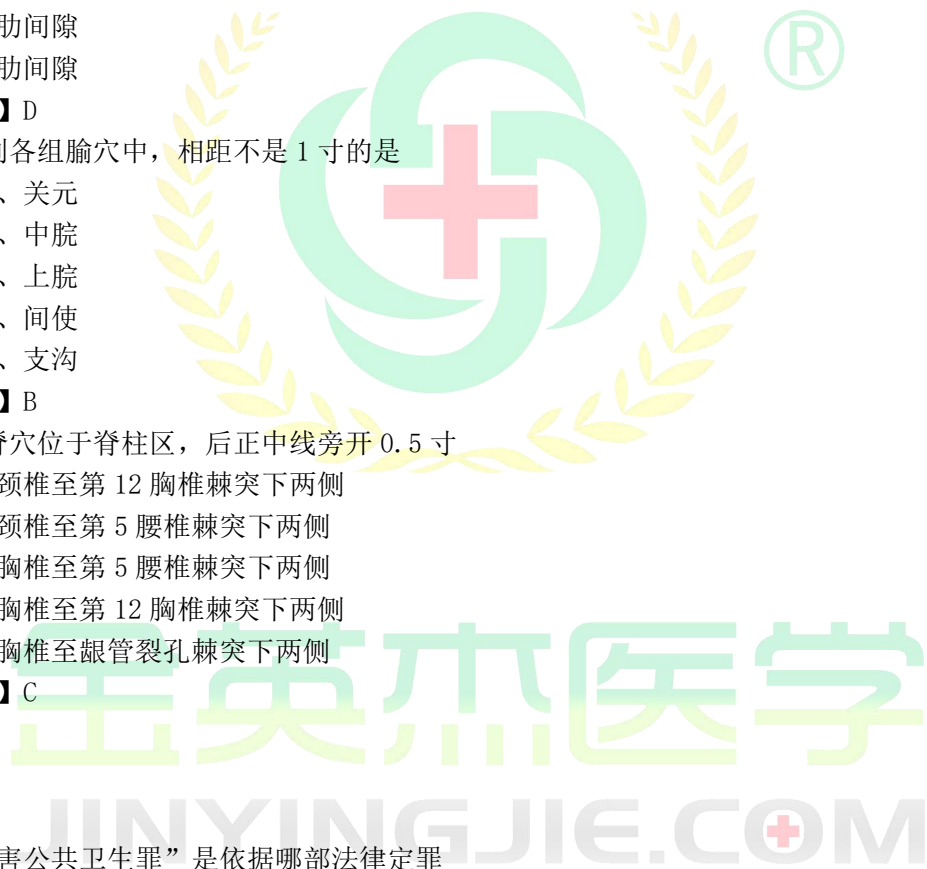 肋间隙
肋间隙
】D
列各组腧穴中，相距不是 1 寸的是
、关元
、中脘
、上脘
、间使
、支沟
】B
脊穴位于脊柱区，后正中线旁开 0.5 寸
颈椎至第 12 胸椎棘突下两侧
颈椎至第 5 腰椎棘突下两侧
胸椎至第 5 腰椎棘突下两侧
胸椎至第 12 胸椎棘突下两侧
胸椎至龈管裂孔棘突下两侧
】C
金英杰医学
JINYINGJIE.COM
害公共卫生罪”是依据哪部法律定罪
®